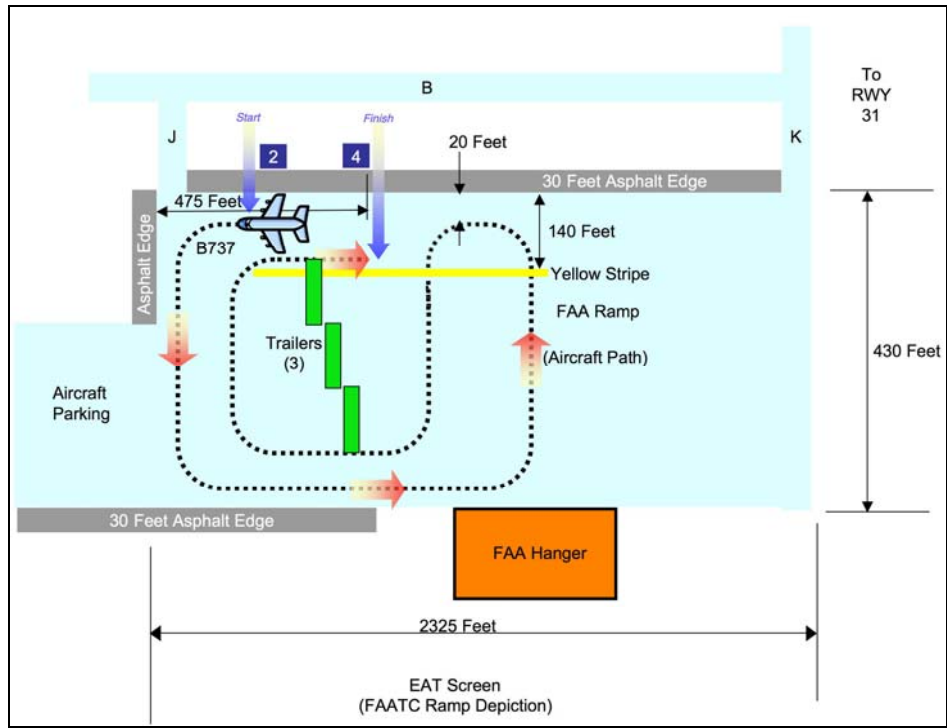 B
To
RWY
31
J
K
Start
Finish
2
4
20 Feet
30 Feet Asphalt Edge
475 Feet
Asphalt Edge
140 Feet
B737
Yellow Stripe
FAA Ramp
Trailers
(3)
(Aircraft Path)
430 Feet
Aircraft
Parking
30 Feet Asphalt Edge
FAA Hanger
2325 Feet
EAT Screen
(FAATC Ramp Depiction)